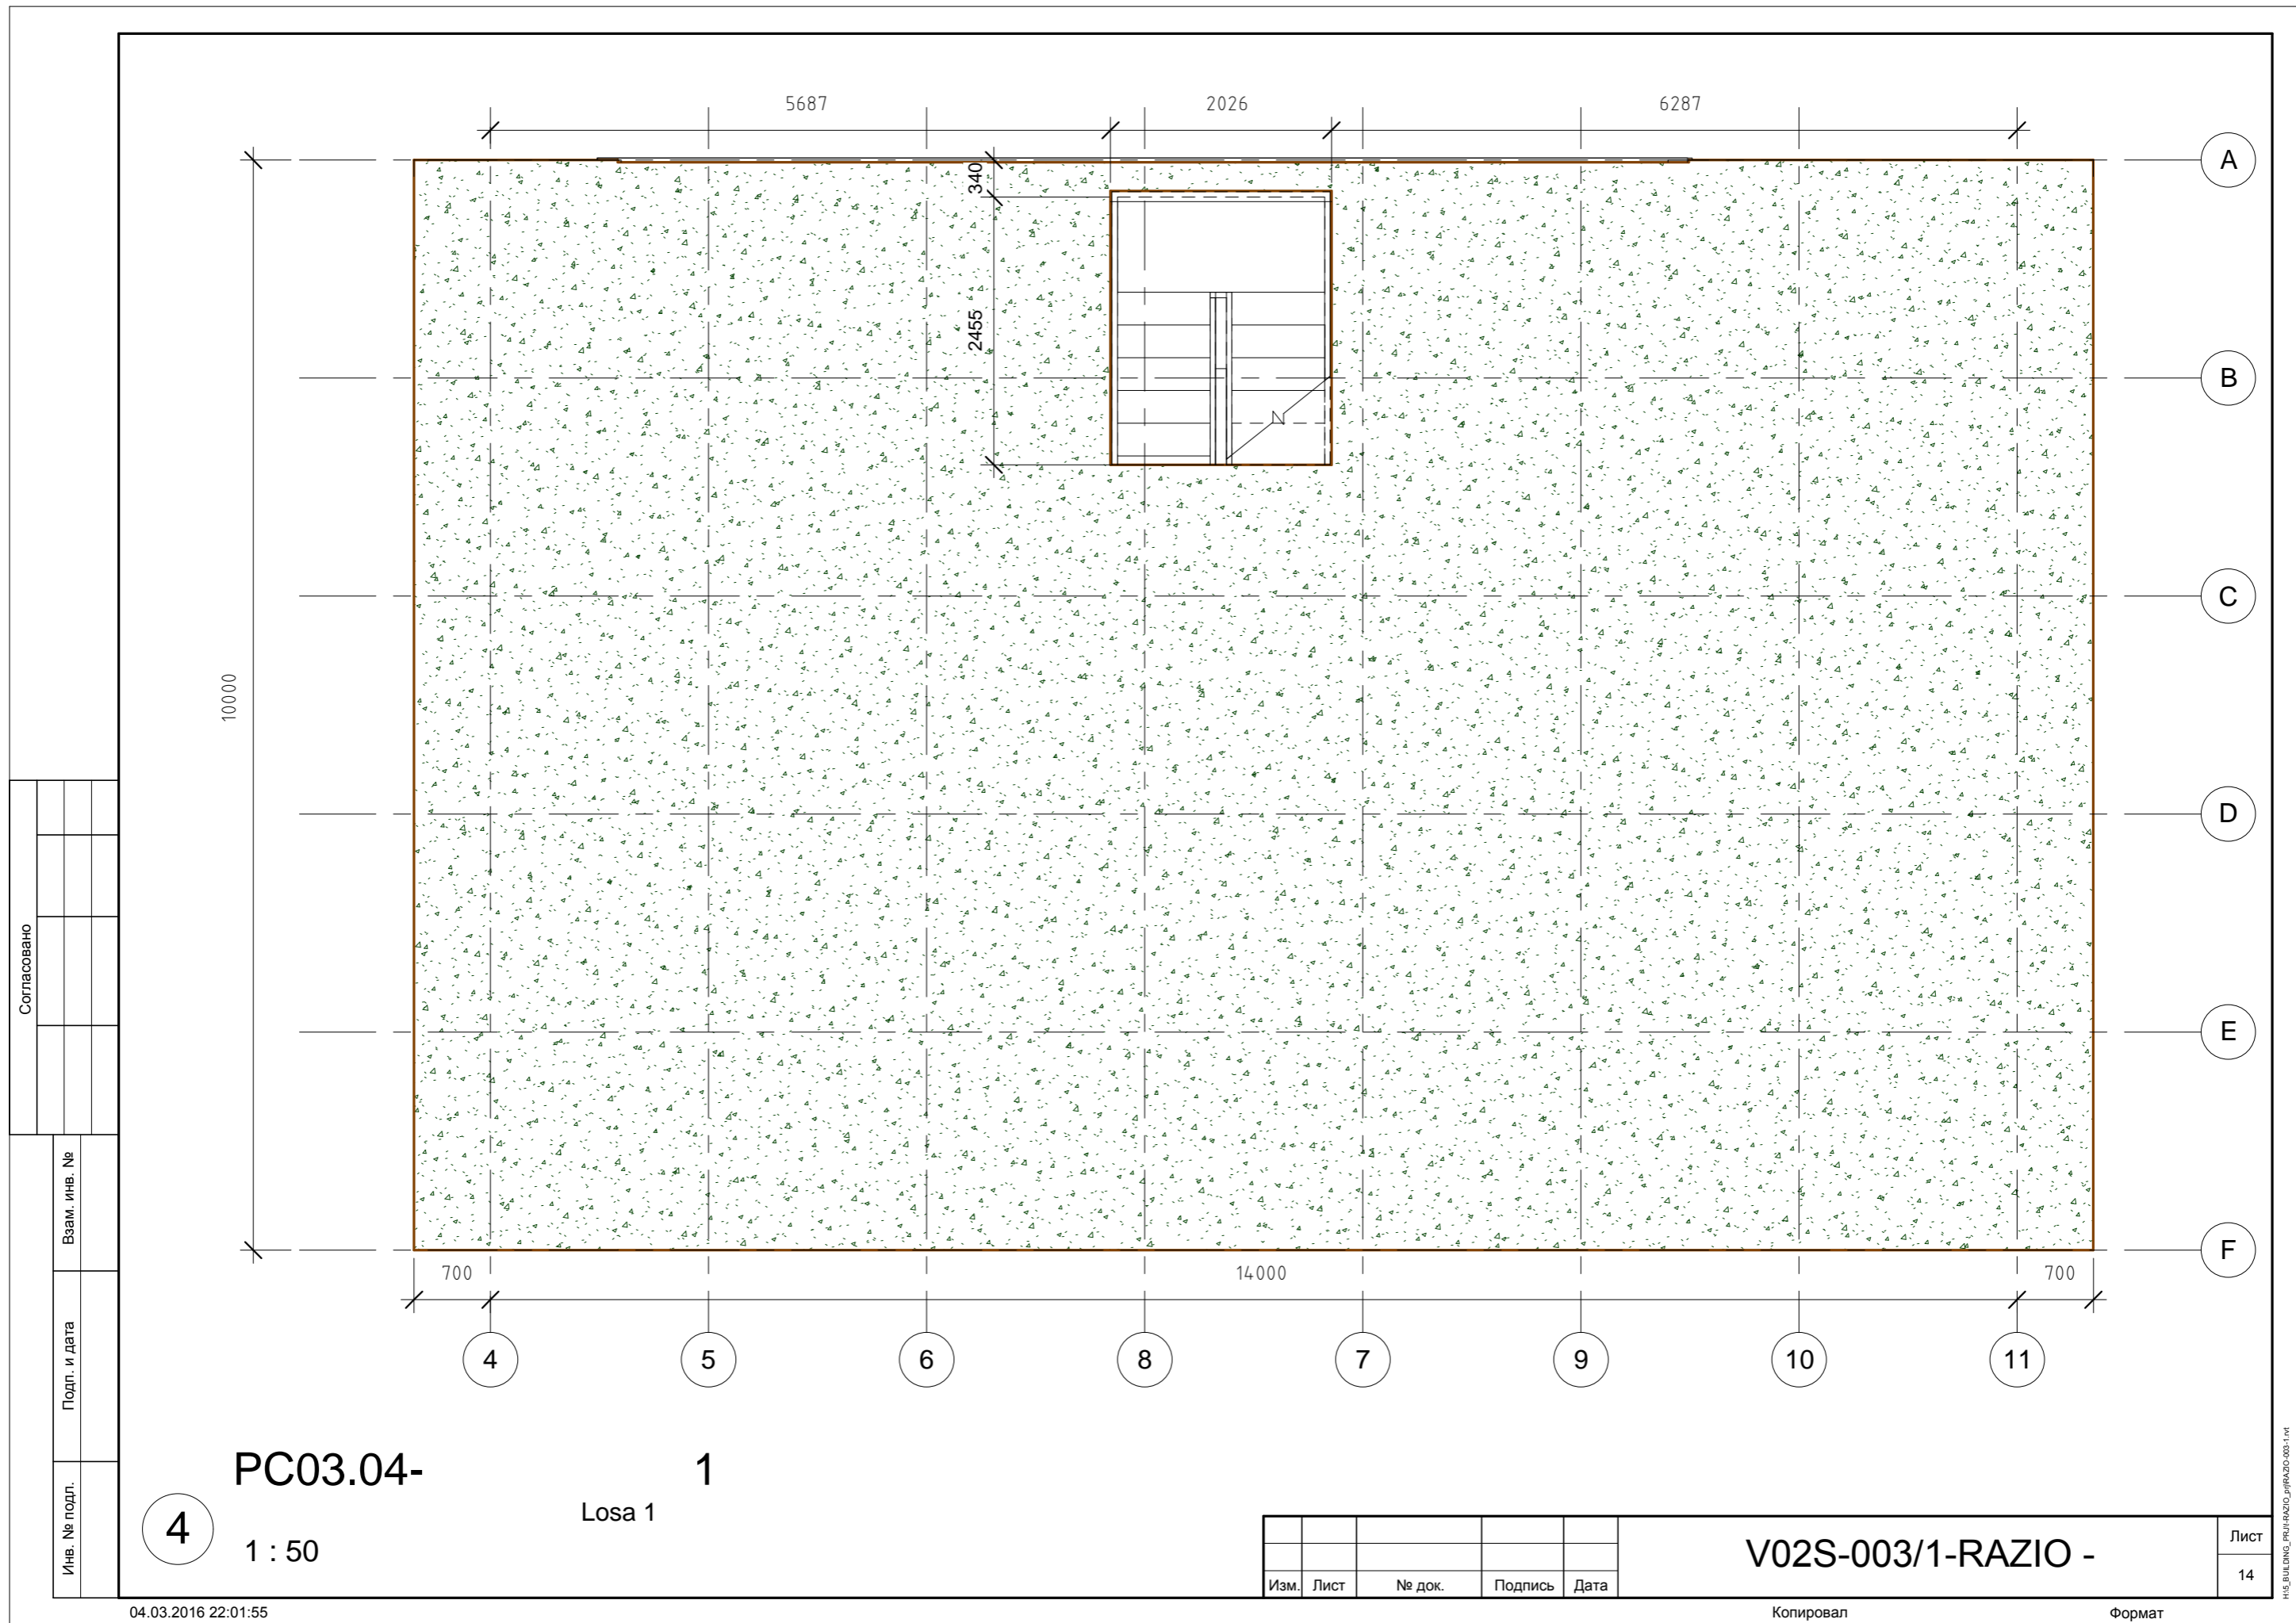 5687 2026 6287
A
340
2455
B
C
10000
D
E
F
700 14000 700
4 5 6 8 7 9 10 11
PC03.04- 1
Losa 1
4
1 : 50
Согласовано
Взам. инв. №
Подп. и дата
Инв. № подл.
Изм. Лист № док. Подпись Дата
V02S-003/1-RAZIO -
Лист
14
04.03.2016 22:01:55
Копировал Формат